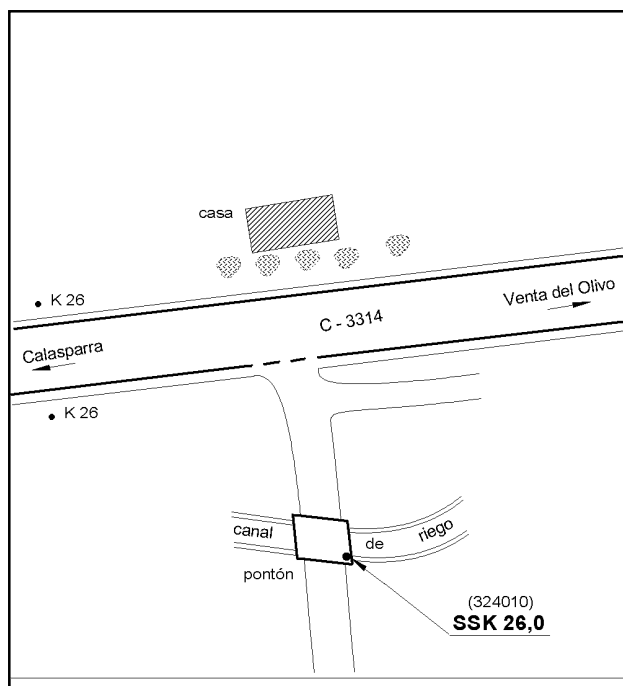 casa
K 26
Venta del Olivo
C - 3314
Calasparra
K 26
canal de riego
pontón
(324010)
SSK 26,0